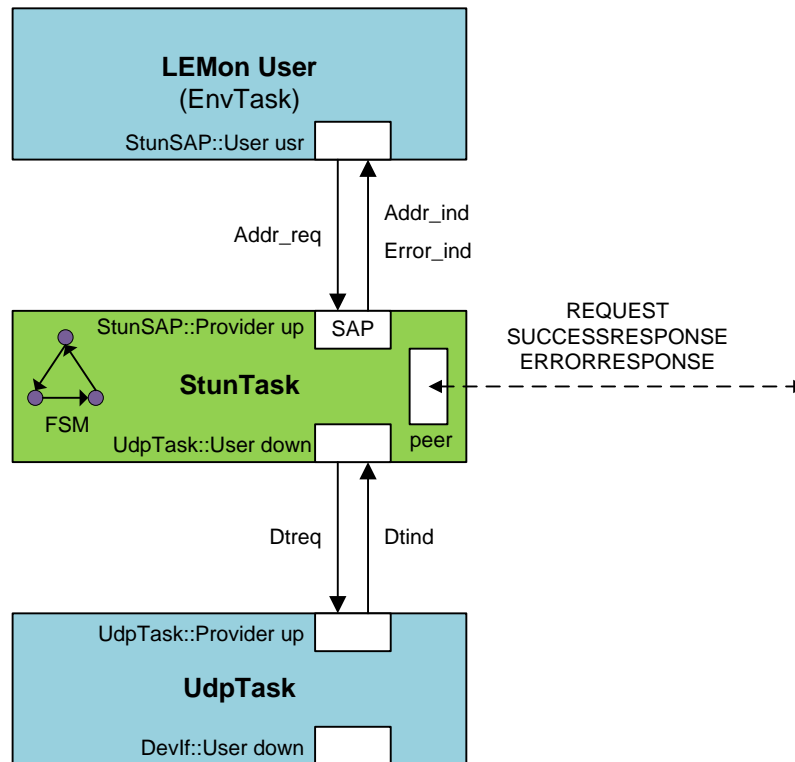 LEMon User
(EnvTask)
StunSAP::User usr
Addr_req
Addr_ind
Error_ind
StunSAP::Provider up
SAP
REQUEST
SUCCESSRESPONSE
ERRORRESPONSE
StunTask
FSM
UdpTask::User down
peer
Dtreq
Dtind
UdpTask::Provider up
UdpTask
DevIf::User down